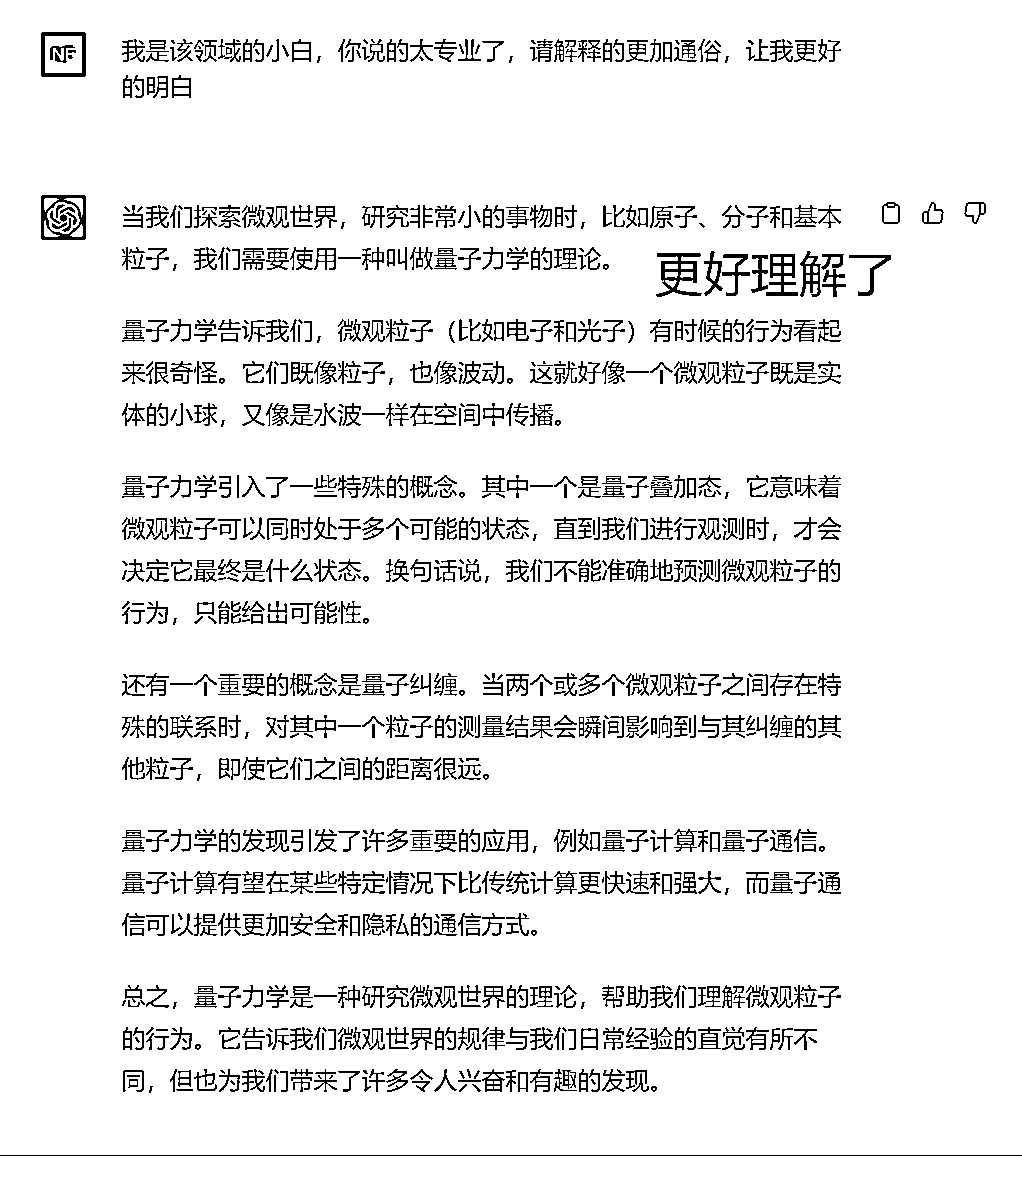 NF
我是该领域的小白，你说的太专业了，请解释的更加通俗，让我更好
的明白
当我们探索微观世界，研究非常小的事物时，比如原子、分子和基本
粒子，我们需要使用一种叫做量子力学的理论。
更好理解了
量子力学告诉我们，微观粒子（比如电子和光子）有时候的行为看起
来很奇怪。它们既像粒子，也像波动。这就好像一个微观粒子既是实
体的小球，又像是水波一样在空间中传播。
量子力学引入了一些特殊的概念。其中一个是量子叠加态，它意味着
微观粒子可以同时处于多个可能的状态，直到我们进行观测时，才会
决定它最终是什么状态。换句话说，我们不能准确地预测微观粒子的
行为，只能给出可能性。
还有一个重要的概念是量子纠缠。当两个或多个微观粒子之间存在特
殊的联系时，对其中一个粒子的测量结果会瞬间影响到与其纠缠的其
他粒子，即使它们之间的距离很远。
量子力学的发现引发了许多重要的应用，例如量子计算和量子通信。
量子计算有望在某些特定情况下比传统计算更快速和强大，而量子通
信可以提供更加安全和隐私的通信方式。
总之，量子力学是一种研究微观世界的理论，帮助我们理解微观粒子
的行为。它告诉我们微观世界的规律与我们日常经验的直觉有所不
同，但也为我们带来了许多令人兴奋和有趣的发现。